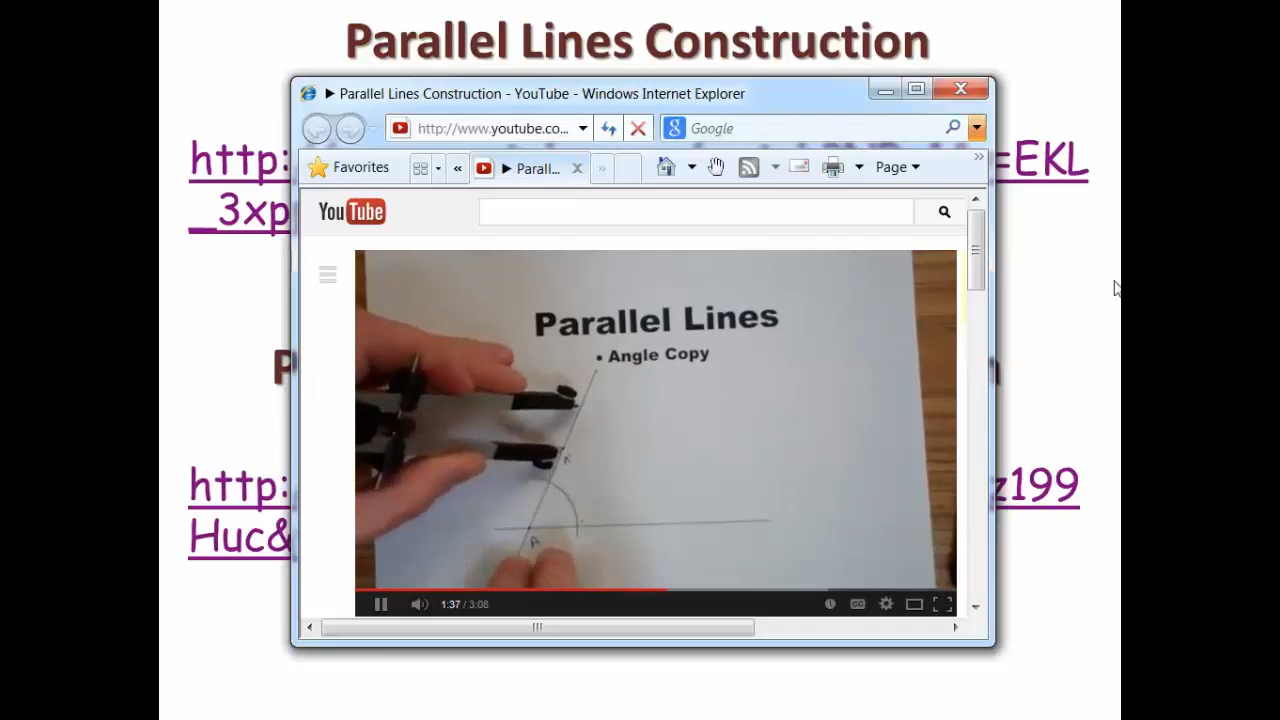 Parallel Lines Construction
▶ Parallel Lines Construction - YouTube - Windows Internet Explorer
http://www.youtube.co...
Google
http:
=EKL
_3xp
Favorites
«
▶ Parall...
Page
»
YouTube
Parallel Lines
• Angle Copy
P
n
http:
z199
Huc&
A
1:37 / 3:08
CC